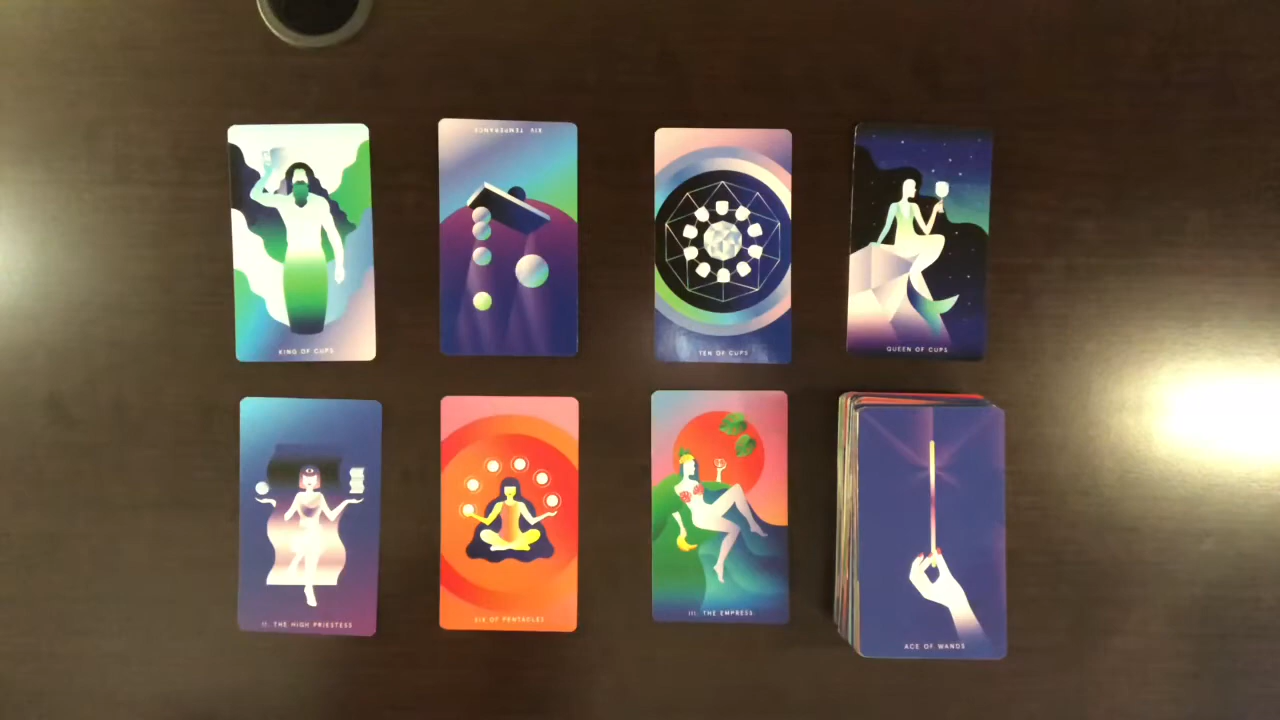 KING OF CUPS
XIV TEMPERANCE
TEN OF CUPS
QUEEN OF CUPS
II. THE HIGH PRIESTESS
SIX OF PENTACLES
III. THE EMPRESS
ACE OF WANDS